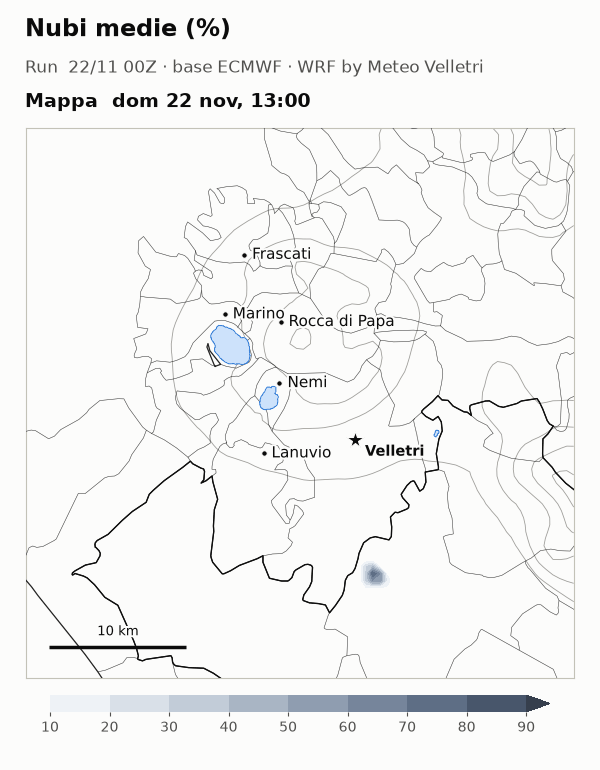 Nubi medie (%)
Run  22/11 00Z · base ECMWF · WRF by Meteo Velletri
Mappa  dom 22 nov, 13:00
Frascati
Marino
Rocca di Papa
Nemi
Velletri
Lanuvio
10 km
10 20 30 40 50 60 70 80 90